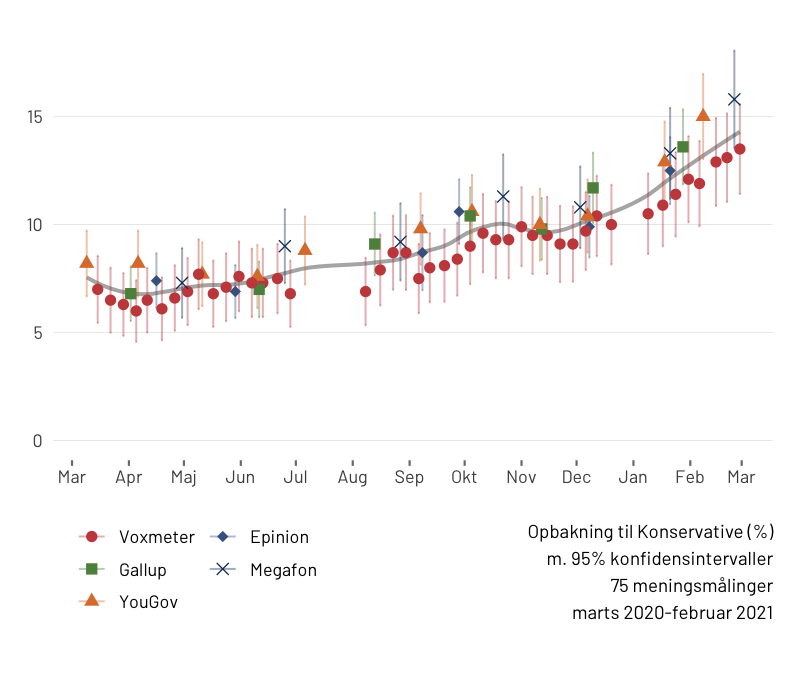 15
10
5
0
Mar Apr Maj Jun Jul Aug Sep Okt Nov Dec Jan Feb Mar
Voxmeter Epinion
Gallup Megafon
YouGov
Opbakning til Konservative (%)
m. 95% konfidensintervaller
75 meningsmålinger
marts 2020-februar 2021